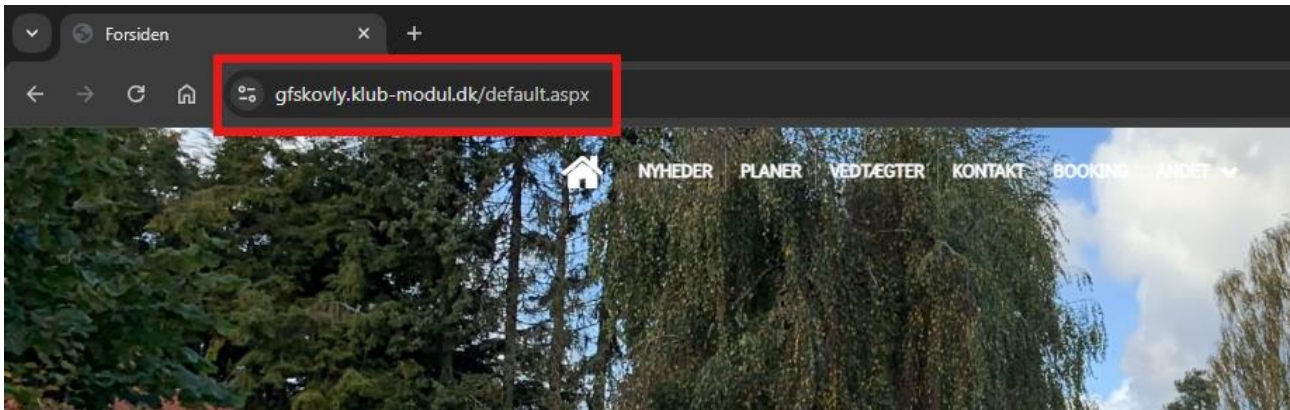 Forsiden
gfskovly.klub-modul.dk/default.aspx
NYHEDER PLANER VEDTÆGTER KONTAKT BOOKING ANDET